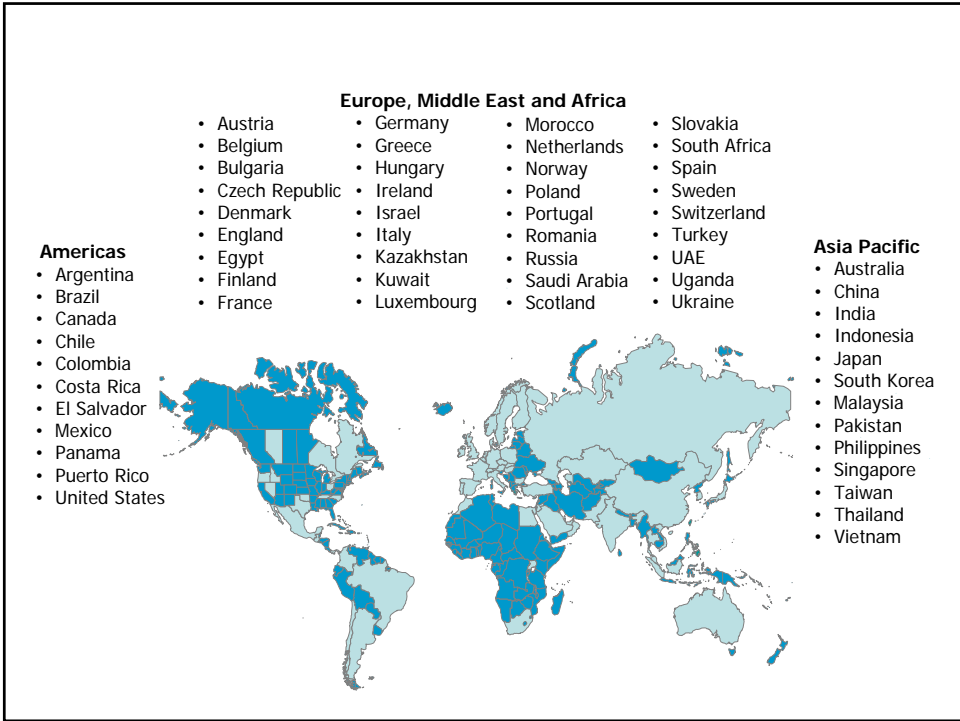 Europe, Middle East and Africa
• Austria
• Belgium
• Bulgaria
• Czech Republic
• Denmark
• England
• Egypt
• Finland
• France
• Germany
• Greece
• Hungary
• Ireland
• Israel
• Italy
• Kazakhstan
• Kuwait
• Luxembourg
• Morocco
• Netherlands
• Norway
• Poland
• Portugal
• Romania
• Russia
• Saudi Arabia
• Scotland
• Slovakia
• South Africa
• Spain
• Sweden
• Switzerland
• Turkey
• UAE
• Uganda
• Ukraine
Americas
• Argentina
• Brazil
• Canada
• Chile
• Colombia
• Costa Rica
• El Salvador
• Mexico
• Panama
• Puerto Rico
• United States
Asia Pacific
• Australia
• China
• India
• Indonesia
• Japan
• South Korea
• Malaysia
• Pakistan
• Philippines
• Singapore
• Taiwan
• Thailand
• Vietnam